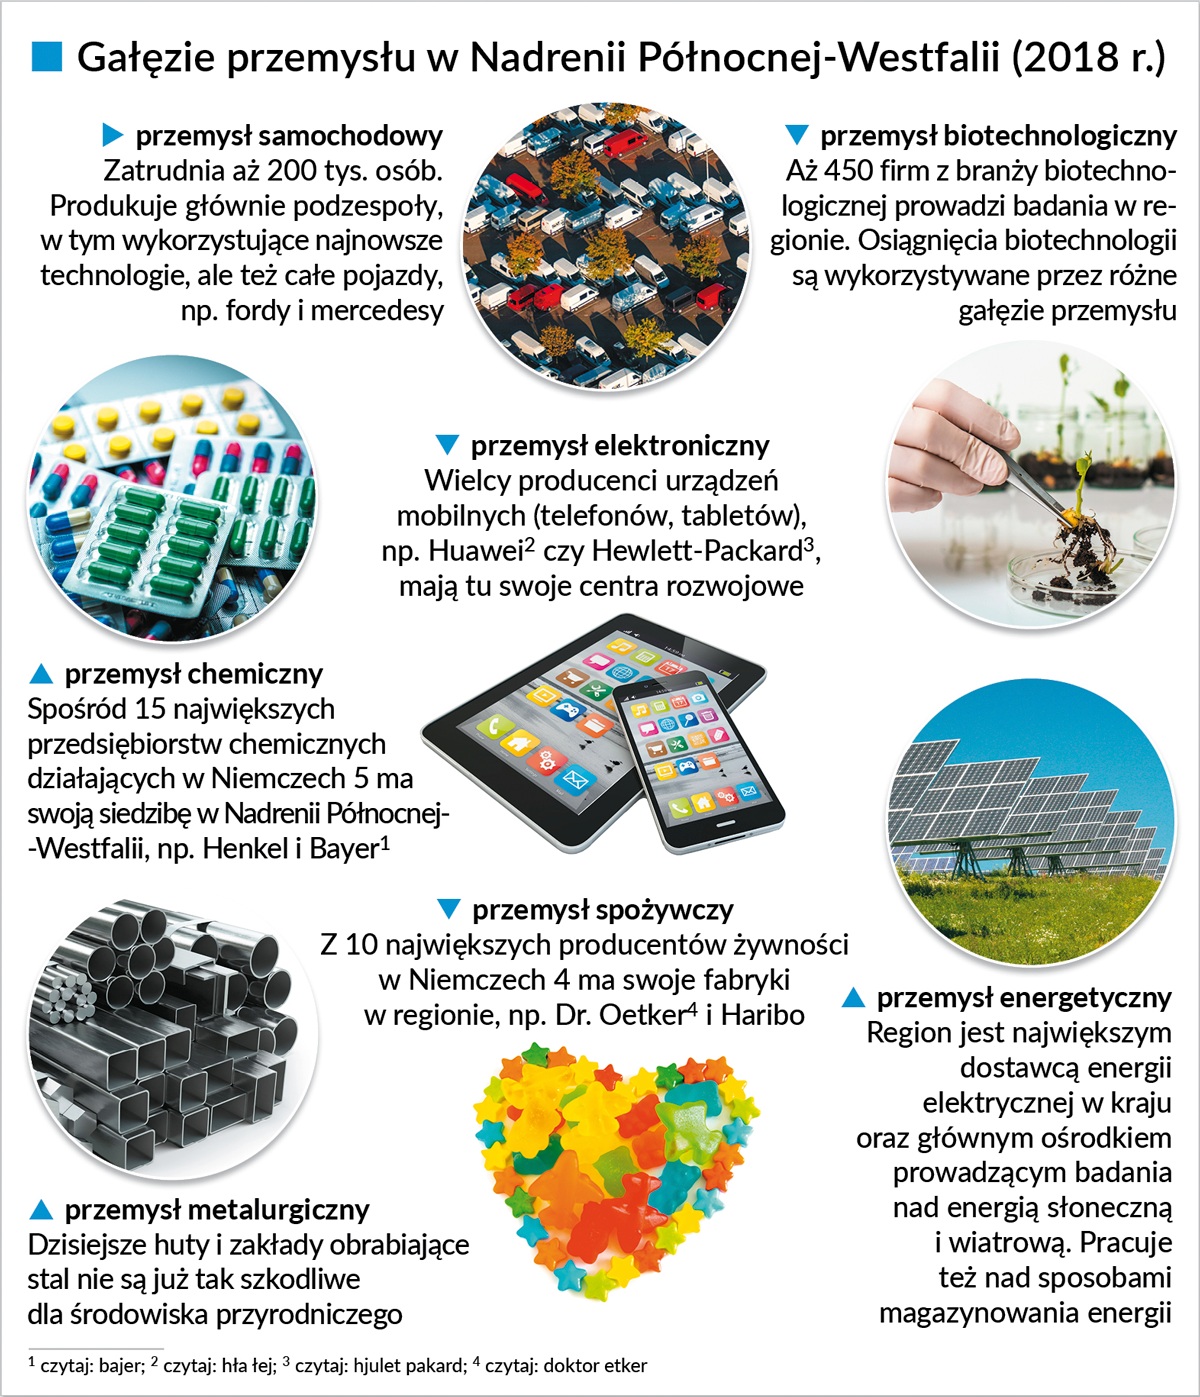 Gałęzie przemysłu w Nadrenii Północnej-Westfalii (2018 r.)
przemysł samochodowy
Zatrudnia aż 200 tys. osób.
Produkuje głównie podzespoły,
w tym wykorzystujące najnowsze
technologie, ale też całe pojazdy,
np. fordy i mercedesy
przemysł biotechnologiczny
Aż 450 firm z branży biotechno-
logicznej prowadzi badania w re-
gionie. Osiągnięcia biotechnologii
są wykorzystywane przez różne
gałęzie przemysłu
przemysł elektroniczny
Wielcy producenci urządzeń
mobilnych (telefonów, tabletów),
np. Huawei² czy Hewlett-Packard³,
mają tu swoje centra rozwojowe
przemysł chemiczny
Spośród 15 największych
przedsiębiorstw chemicznych
działających w Niemczech 5 ma
swoją siedzibę w Nadrenii Północnej-
-Westfalii, np. Henkel i Bayer¹
przemysł spożywczy
Z 10 największych producentów żywności
w Niemczech 4 ma swoje fabryki
w regionie, np. Dr. Oetker⁴ i Haribo
przemysł energetyczny
Region jest największym
dostawcą energii
elektrycznej w kraju
oraz głównym ośrodkiem
prowadzącym badania
nad energią słoneczną
i wiatrową. Pracuje
też nad sposobami
magazynowania energii
przemysł metalurgiczny
Dzisiejsze huty i zakłady obrabiające
stal nie są już tak szkodliwe
dla środowiska przyrodniczego
¹ czytaj: bajer; ² czytaj: hła łej; ³ czytaj: hjulet pakard; ⁴ czytaj: doktor etker